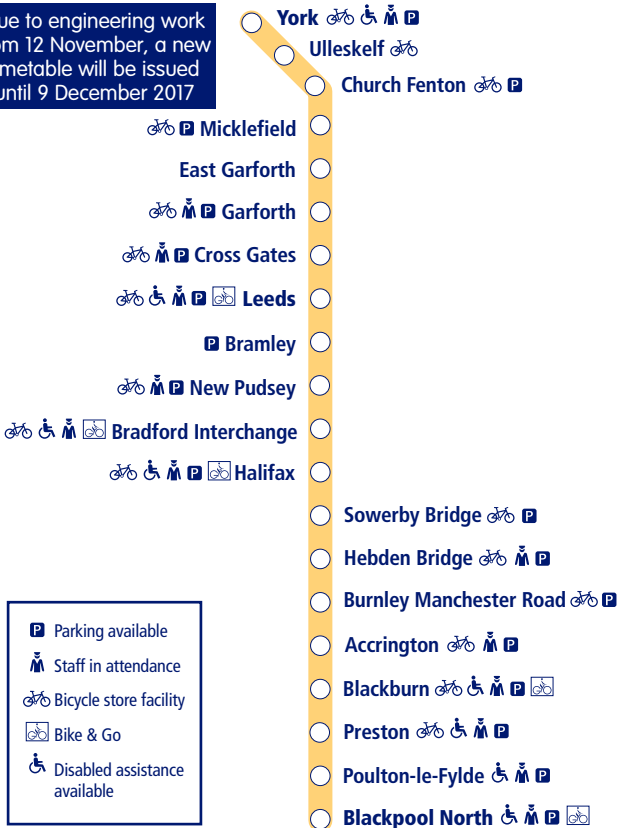 ue to engineering work
om 12 November, a new
metable will be issued
until 9 December 2017
York P
Ulleskelf
Church Fenton P
P Micklefield
East Garforth
P Garforth
P Cross Gates
P Leeds
P Bramley
P New Pudsey
Bradford Interchange
P Halifax
Sowerby Bridge P
Hebden Bridge P
Burnley Manchester Road P
Accrington P
Blackburn P
Preston P
Poulton-le-Fylde P
Blackpool North P
P Parking available
Staff in attendance
Bicycle store facility
Bike & Go
Disabled assistance
available